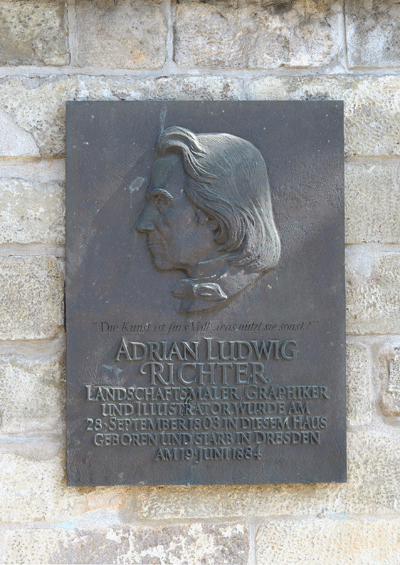 "Die Kunst ist für's Volk, was nützt sie sonst!"
ADRIAN LUDWIG
RICHTER
LANDSCHAFTSMALER, GRAPHIKER
UND ILLUSTRATOR WURDE AM
28·SEPTEMBER 1803 IN DIESEM HAUS
GEBOREN UND STARB IN DRESDEN
AM 19·JUNI 1884